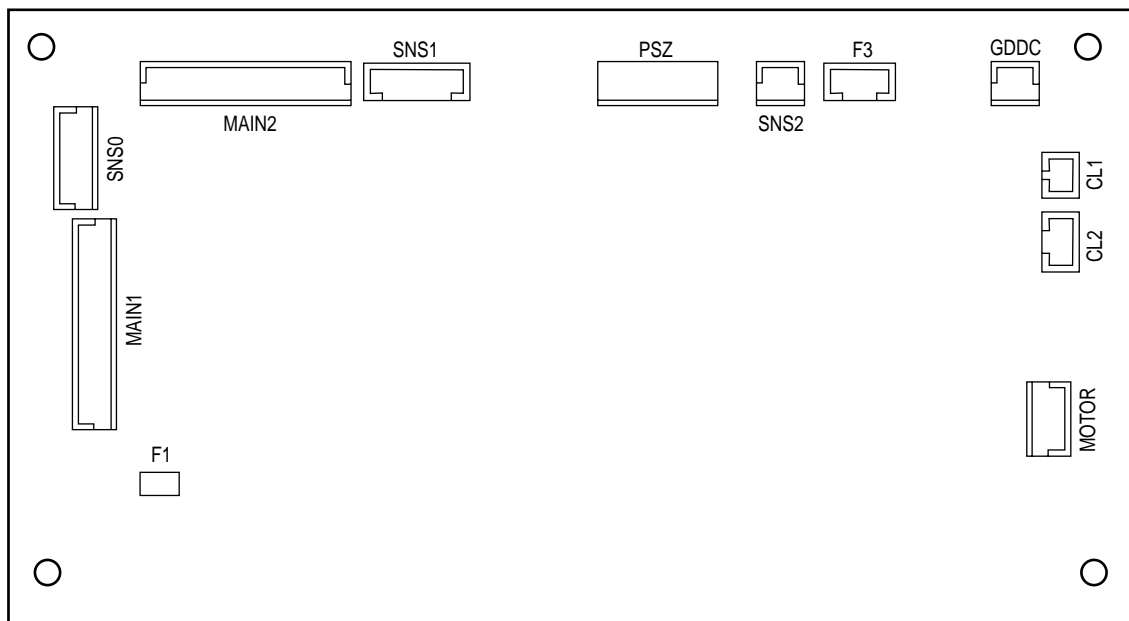 SNS1
PSZ
F3
GDDC
MAIN2
SNS2
SNS0
CL1
CL2
MAIN1
MOTOR
F1